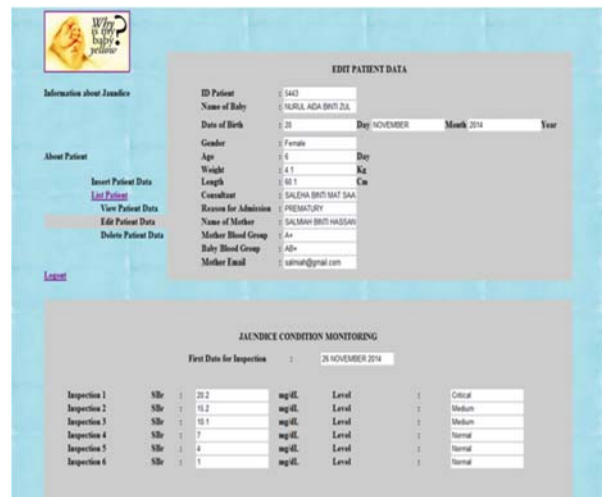 Why
is my
baby
yellow ?
EDIT PATIENT DATA
Information about Jaundice
ID Patient : 5443
Name of Baby : NURUL AIDA BINTI ZUL
Date of Birth : 20 Day NOVEMBER Month 2014 Year
Gender : Female
About Patient
Age : 6 Day
Weight : 4.1 Kg
Length : 60.1 Cm
Insert Patient Data
List Patient
View Patient Data
Edit Patient Data
Delete Patient Data
Consultant : SALEHA BINTI MAT SAA
Reason for Admission : PREMATURY
Name of Mother : SALMIAH BINTI HASSAN
Mother Blood Group : A+
Baby Blood Group : AB+
Mother Email : salmiah@gmail.com
Logout
JAUNDICE CONDITION MONITORING
First Date for Inspection : 26 NOVEMBER 2014
Inspection 1 SBr : 20.2 mg/dL Level : Critical
Inspection 2 SBr : 15.2 mg/dL Level : Medium
Inspection 3 SBr : 10.1 mg/dL Level : Medium
Inspection 4 SBr : 7 mg/dL Level : Normal
Inspection 5 SBr : 4 mg/dL Level : Normal
Inspection 6 SBr : 1 mg/dL Level : Normal